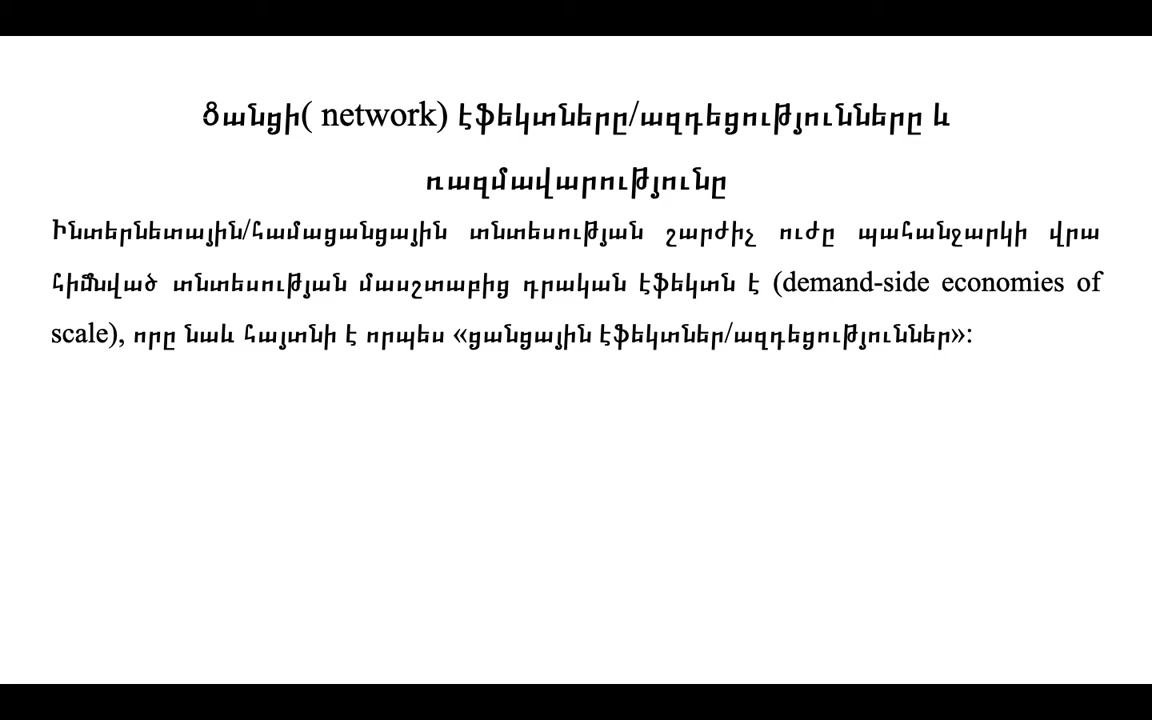 Ցանցի( network) էֆեկտները/ազդեցությունները և
ռազմավարությունը
Ինտերնետային/համացանցային տնտեսության շարժիչ ուժը պահանջարկի վրա
հիմնված տնտեսության մասշտաբից դրական էֆեկտն է (demand-side economies of
scale), որը նաև հայտնի է որպես «ցանցային էֆեկտներ/ազդեցություններ»: